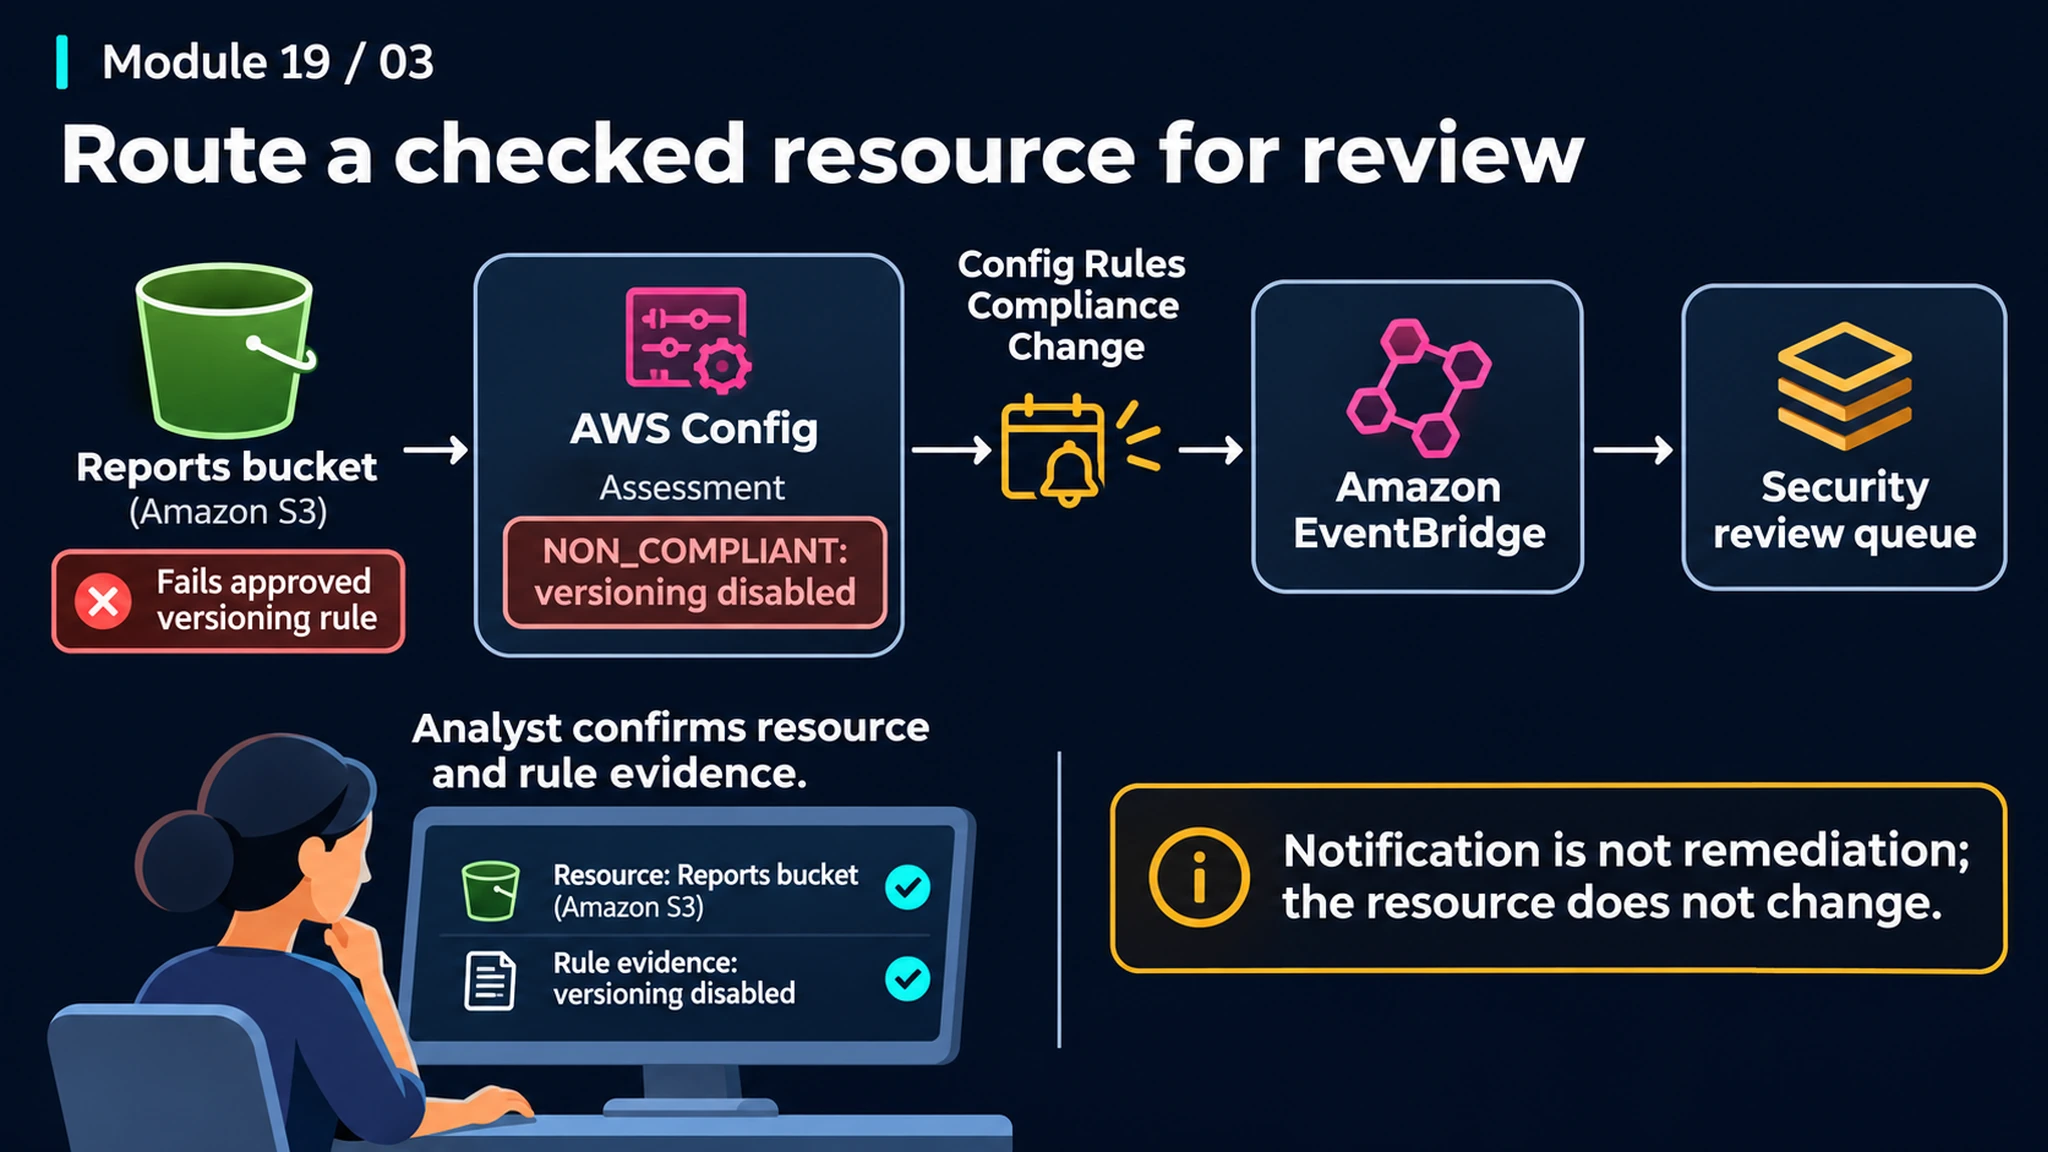 Module 19 / 03
Route a checked resource for review
Reports bucket
(Amazon S3)
Fails approved
versioning rule
AWS Config
Assessment
NON_COMPLIANT:
versioning disabled
Config Rules
Compliance
Change
Amazon
EventBridge
Security
review queue
Analyst confirms resource
and rule evidence.
Resource: Reports bucket
(Amazon S3)
Rule evidence:
versioning disabled
Notification is not remediation;
the resource does not change.